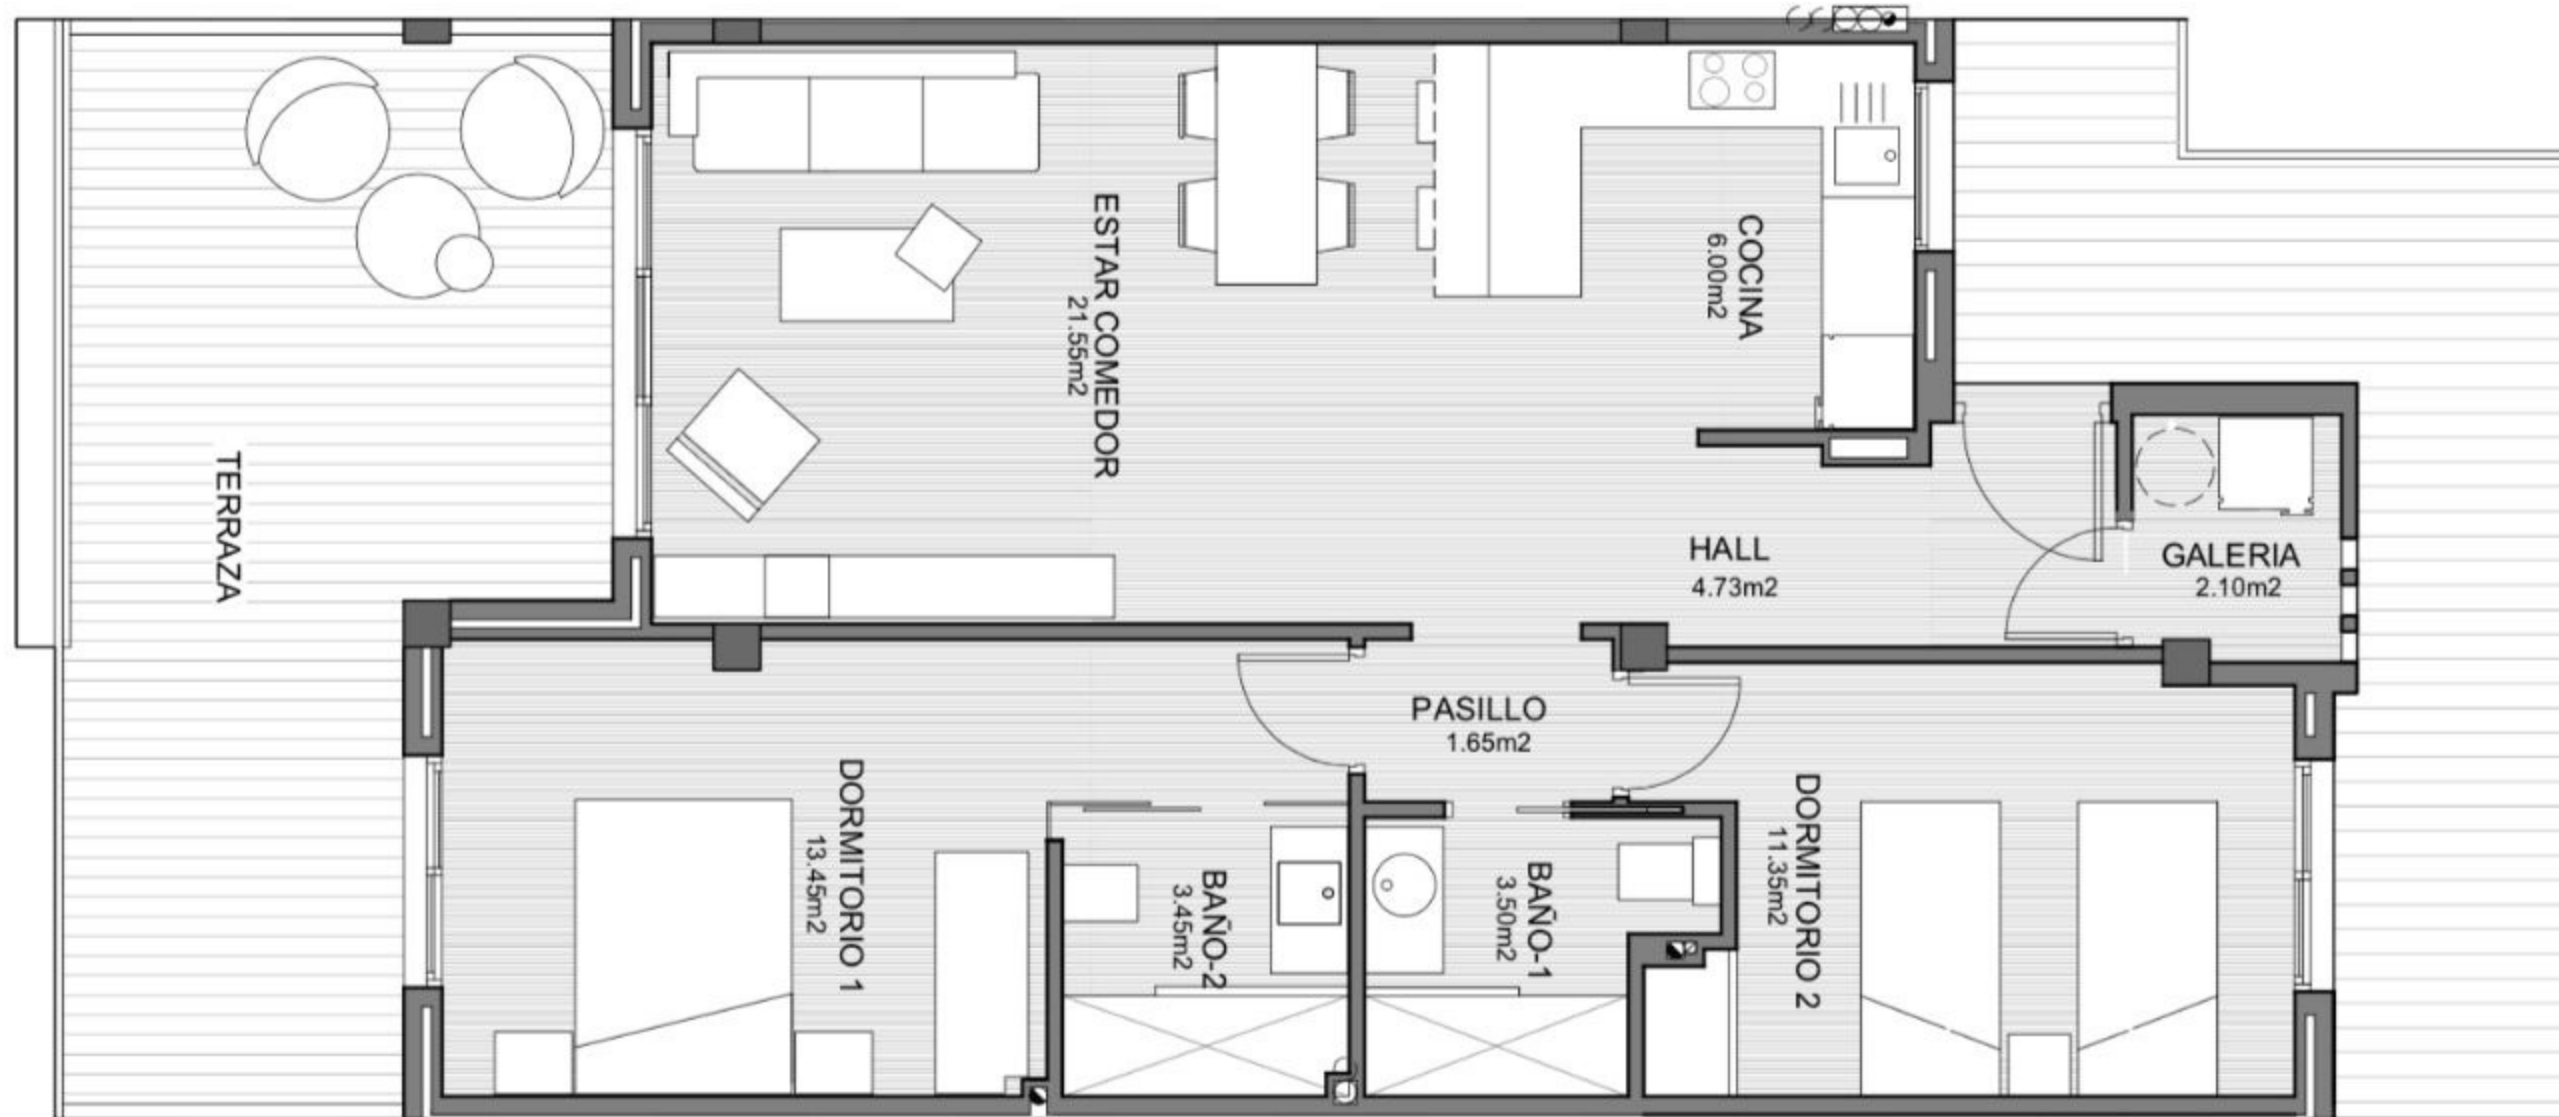 TERRAZA
ESTAR COMEDOR
21.55m2
COCINA
6.00m2
HALL
4.73m2
GALERIA
2.10m2
PASILLO
1.65m2
DORMITORIO 1
13.45m2
BAÑO-2
3.45m2
BAÑO-1
3.50m2
DORMITORIO 2
11.35m2